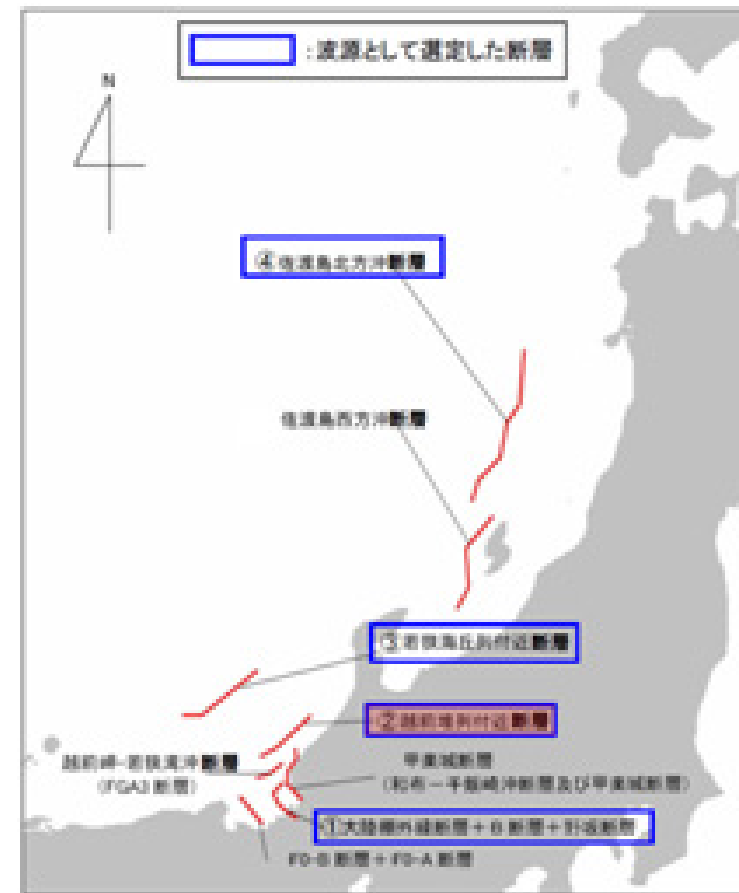 ：波源として選定した断層
N
④佐渡島北方沖断層
佐渡島西方沖断層
③若狭海丘列付近断層
②越前堆列付近断層
越前岬-若狭湾沖断層
(FGA3断層)
甲楽城断層
(和布－干飯崎沖断層及び甲楽城断層)
①大陸棚外縁断層＋B断層＋野坂断層
FO-B断層＋FO-A断層